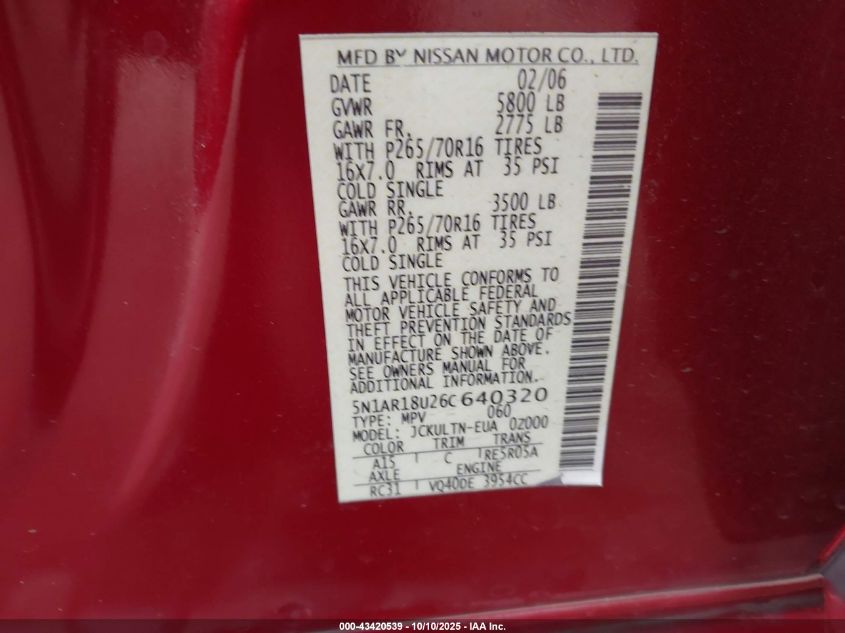 MFD BY NISSAN MOTOR CO., LTD.
DATE 02/06
GVWR 5800 LB
GAWR FR. 2775 LB
WITH P265/70R16 TIRES
16X7.0 RIMS AT 35 PSI
COLD SINGLE
GAWR RR. 3500 LB
WITH P265/70R16 TIRES
16X7.0 RIMS AT 35 PSI
COLD SINGLE
THIS VEHICLE CONFORMS TO
ALL APPLICABLE FEDERAL
MOTOR VEHICLE SAFETY AND
THEFT PREVENTION STANDARDS
IN EFFECT ON THE DATE OF
MANUFACTURE SHOWN ABOVE.
SEE OWNERS MANUAL FOR
ADDITIONAL INFORMATION.
5N1AR18U26C640320
TYPE: MPV 060
MODEL: JCKULTN-EUA 0Z000
COLOR TRIM TRANS
A15 C RE5R05A
AXLE ENGINE
RC31 VQ40DE 3954CC
000-43420539 - 10/10/2025 - IAA Inc.